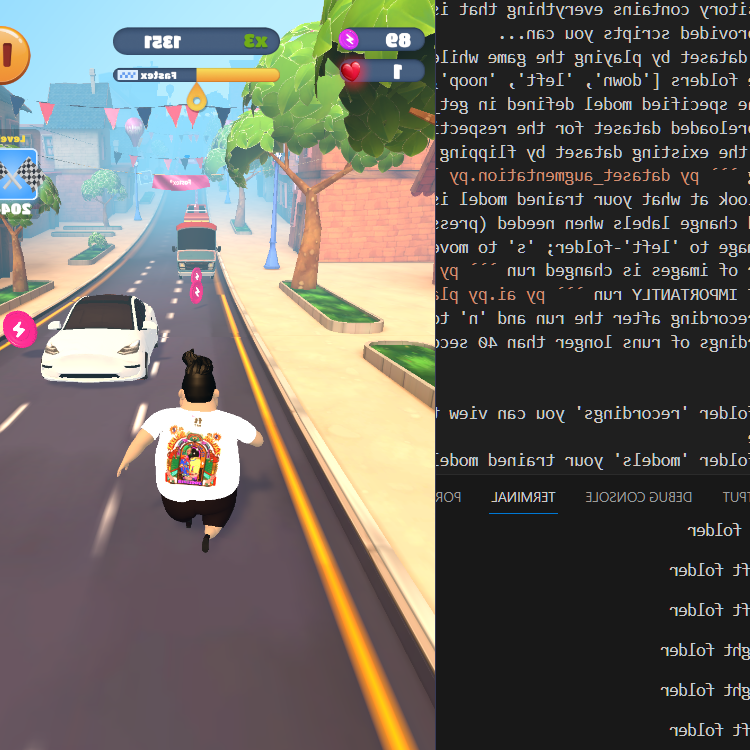 sitory contains everything that is
provided scripts you can...
dataset by playing the game while
e folders ['down', 'left', 'noop'
he specified model defined in get
preloaded dataset for the respect
the existing dataset by flipping
g ``` py dataset_augmentation.py
look at what your trained model is
d change labels when needed (press
mage to 'left'-folder; 's' to move
r of images is changed run ``` py
T IMPORTANTLY run ``` py ai.py pla
recording after the run and 'n' to
rdings of runs longer than 40 seco
folder 'recordings' you can view t
folder 'models' your trained model
PUT DEBUG CONSOLE TERMINAL POR
folder
ft folder
ft folder
ght folder
ght folder
ft folder
89
x3 1351
1
Faster
Leve
204